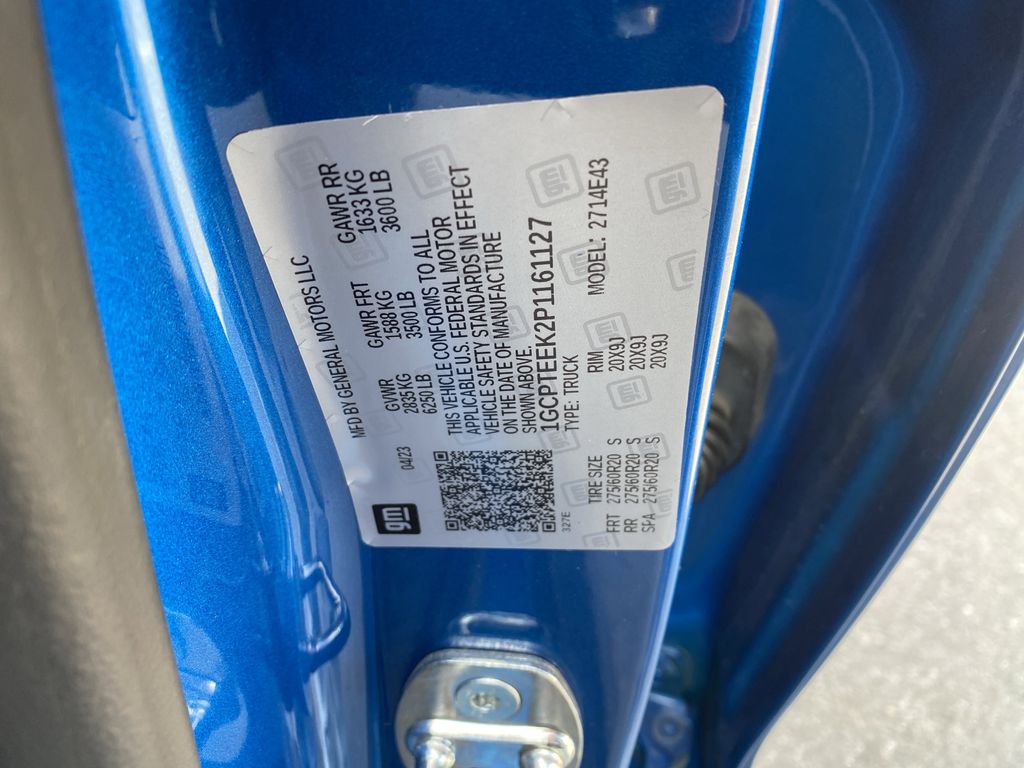 gm
MFD BY GENERAL MOTORS LLC
04/23 GVWR GAWR FRT GAWR RR
2835 KG 1588 KG 1633 KG
6250 LB 3500 LB 3600 LB
THIS VEHICLE CONFORMS TO ALL
APPLICABLE U.S. FEDERAL MOTOR
VEHICLE SAFETY STANDARDS IN EFFECT
ON THE DATE OF MANUFACTURE
SHOWN ABOVE.
1GCPTEEK2P1161127
327E TYPE: TRUCK MODEL: 2714E43
TIRE SIZE RIM
FRT 275/60R20 S 20X9J
RR 275/60R20 S 20X9J
SPA 275/60R20 S 20X9J